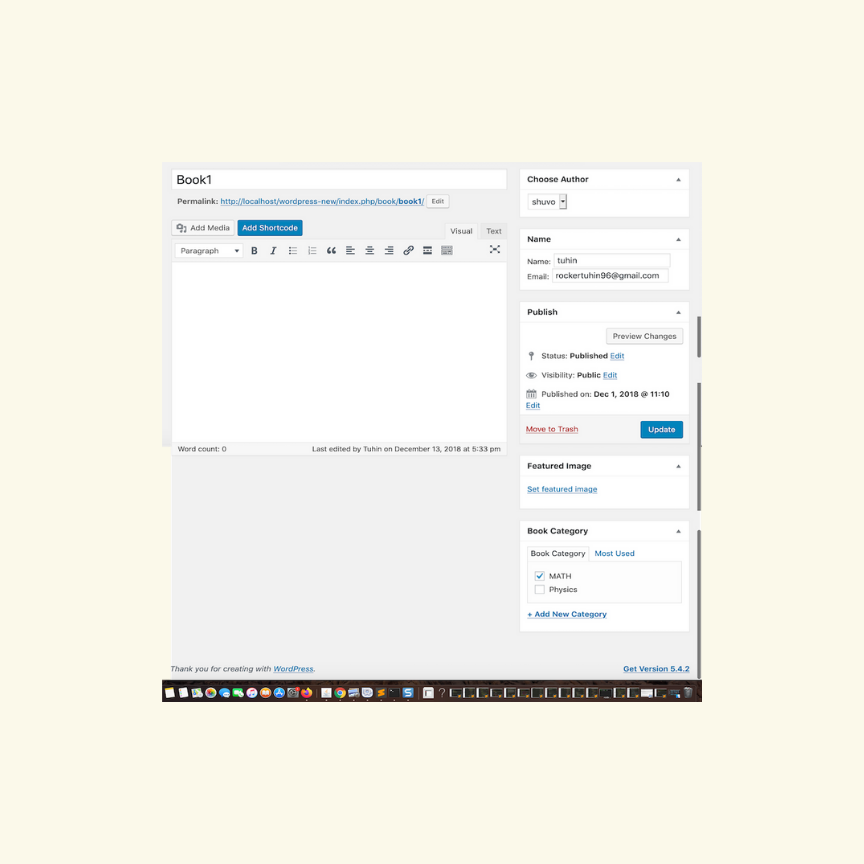 Book1
Permalink: http://localhost/wordpress-new/index.php/book/book1/ Edit
Add Media Add Shortcode
Visual Text
Paragraph B I
Word count: 0 Last edited by Tuhin on December 13, 2018 at 5:33 pm
Choose Author
shuvo
Name
Name: tuhin
Email: rockertuhin96@gmail.com
Publish
Preview Changes
Status: Published Edit
Visibility: Public Edit
Published on: Dec 1, 2018 @ 11:10
Edit
Move to Trash Update
Featured Image
Set featured image
Book Category
Book Category Most Used
MATH
Physics
+ Add New Category
Thank you for creating with WordPress. Get Version 5.4.2